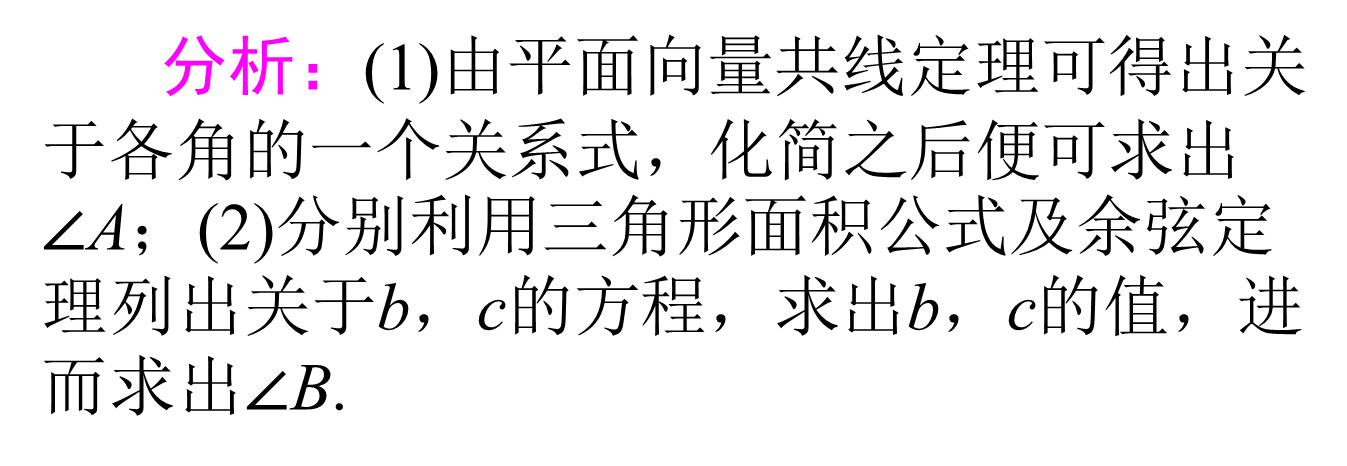 分析：(1)由平面向量共线定理可得出关
于各角的一个关系式，化简之后便可求出
∠A；(2)分别利用三角形面积公式及余弦定
理列出关于b，c的方程，求出b，c的值，进
而求出∠B.